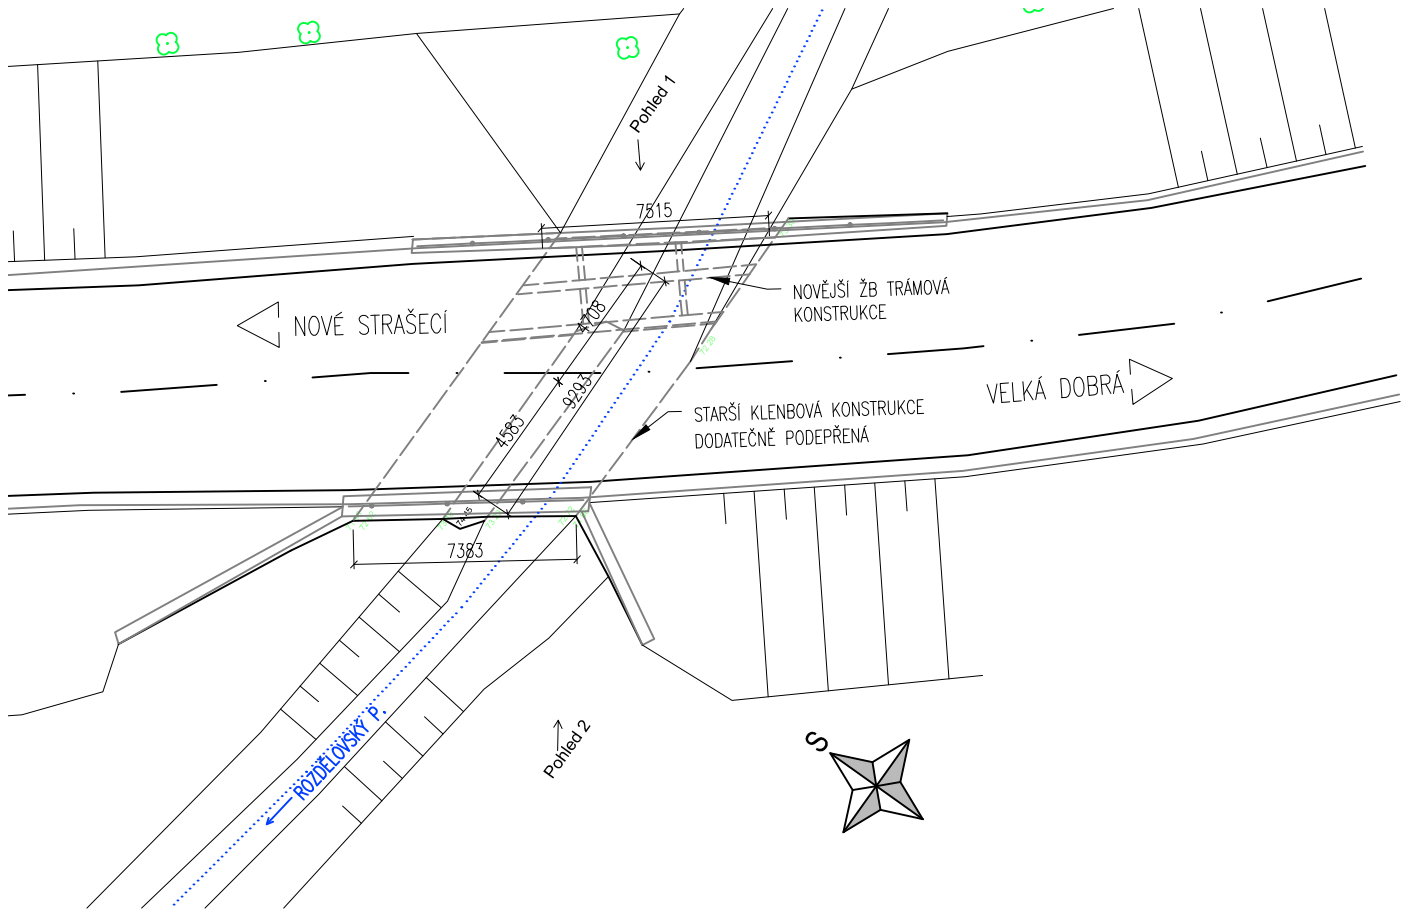 Pohled 1
7515
NOVĚJŠÍ ŽB TRÁMOVÁ
KONSTRUKCE
NOVÉ STRAŠECÍ
4708
9293
4583
VELKÁ DOBRÁ
STARŠÍ KLENBOVÁ KONSTRUKCE
DODATEČNĚ PODEPŘENÁ
7383
ROZDĚLOVSKÝ P.
Pohled 2
S